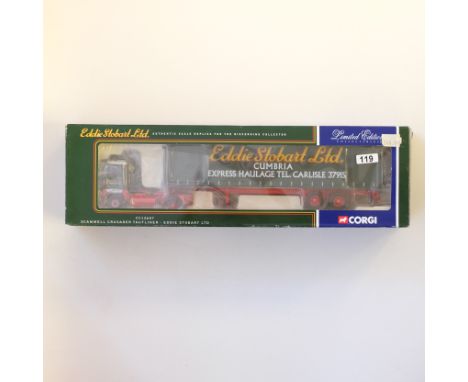 Eddie Stobart Ltd.
AUTHENTIC SCALE REPLICA FOR THE DISCERNING COLLECTOR
Limited Edition
119
Eddie Stobart Ltd.
CUMBRIA
EXPRESS HAULAGE TEL. CARLISLE 37915
SCAMMELL CRUSADER TAUTLINER - EDDIE STOBART LTD
CORGI